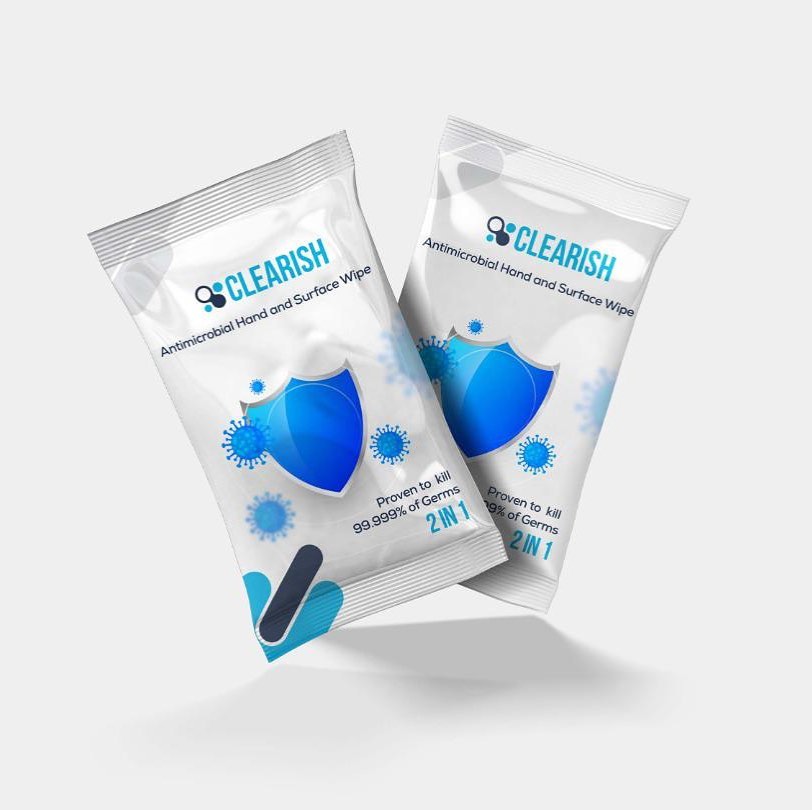 CLEARISH
Antimicrobial Hand and Surface Wipe
Proven to kill
99.999% of Germs
2 IN 1
CLEARISH
Antimicrobial Hand and Surface Wipe
Proven to kill
99% of Germs
2 IN 1